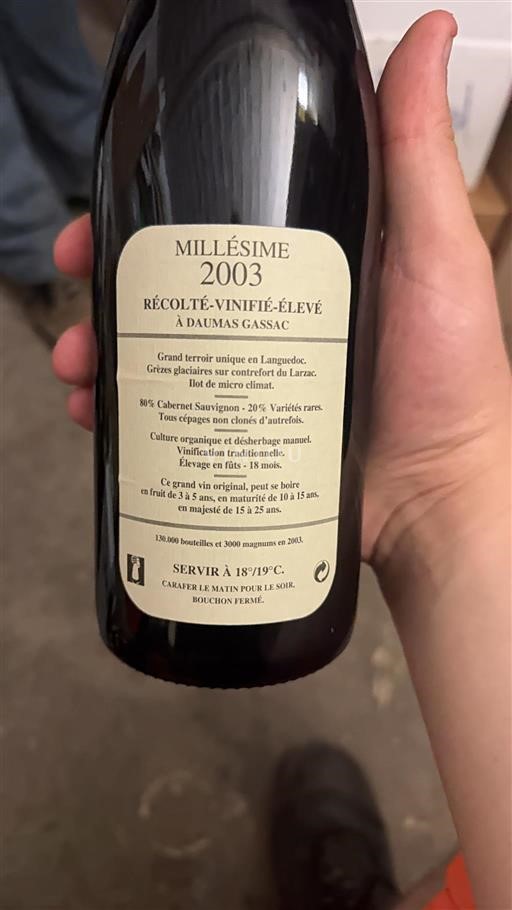 MILLÉSIME
2003
RÉCOLTÉ-VINIFIÉ-ÉLEVÉ
À DAUMAS GASSAC
Grand terroir unique en Languedoc.
Grèzes glaciaires sur contrefort du Larzac.
Ilot de micro climat.
80% Cabernet Sauvignon - 20% Variétés rares.
Tous cépages non clonés d'autrefois.
Culture organique et désherbage manuel.
Vinification traditionnelle.
Élevage en fûts - 18 mois.
Ce grand vin original, peut se boire
en fruit de 3 à 5 ans, en maturité de 10 à 15 ans,
en majesté de 15 à 25 ans.
130.000 bouteilles et 3000 magnums en 2003.
SERVIR À 18°/19°C.
CARAFER LE MATIN POUR LE SOIR.
BOUCHON FERMÉ.